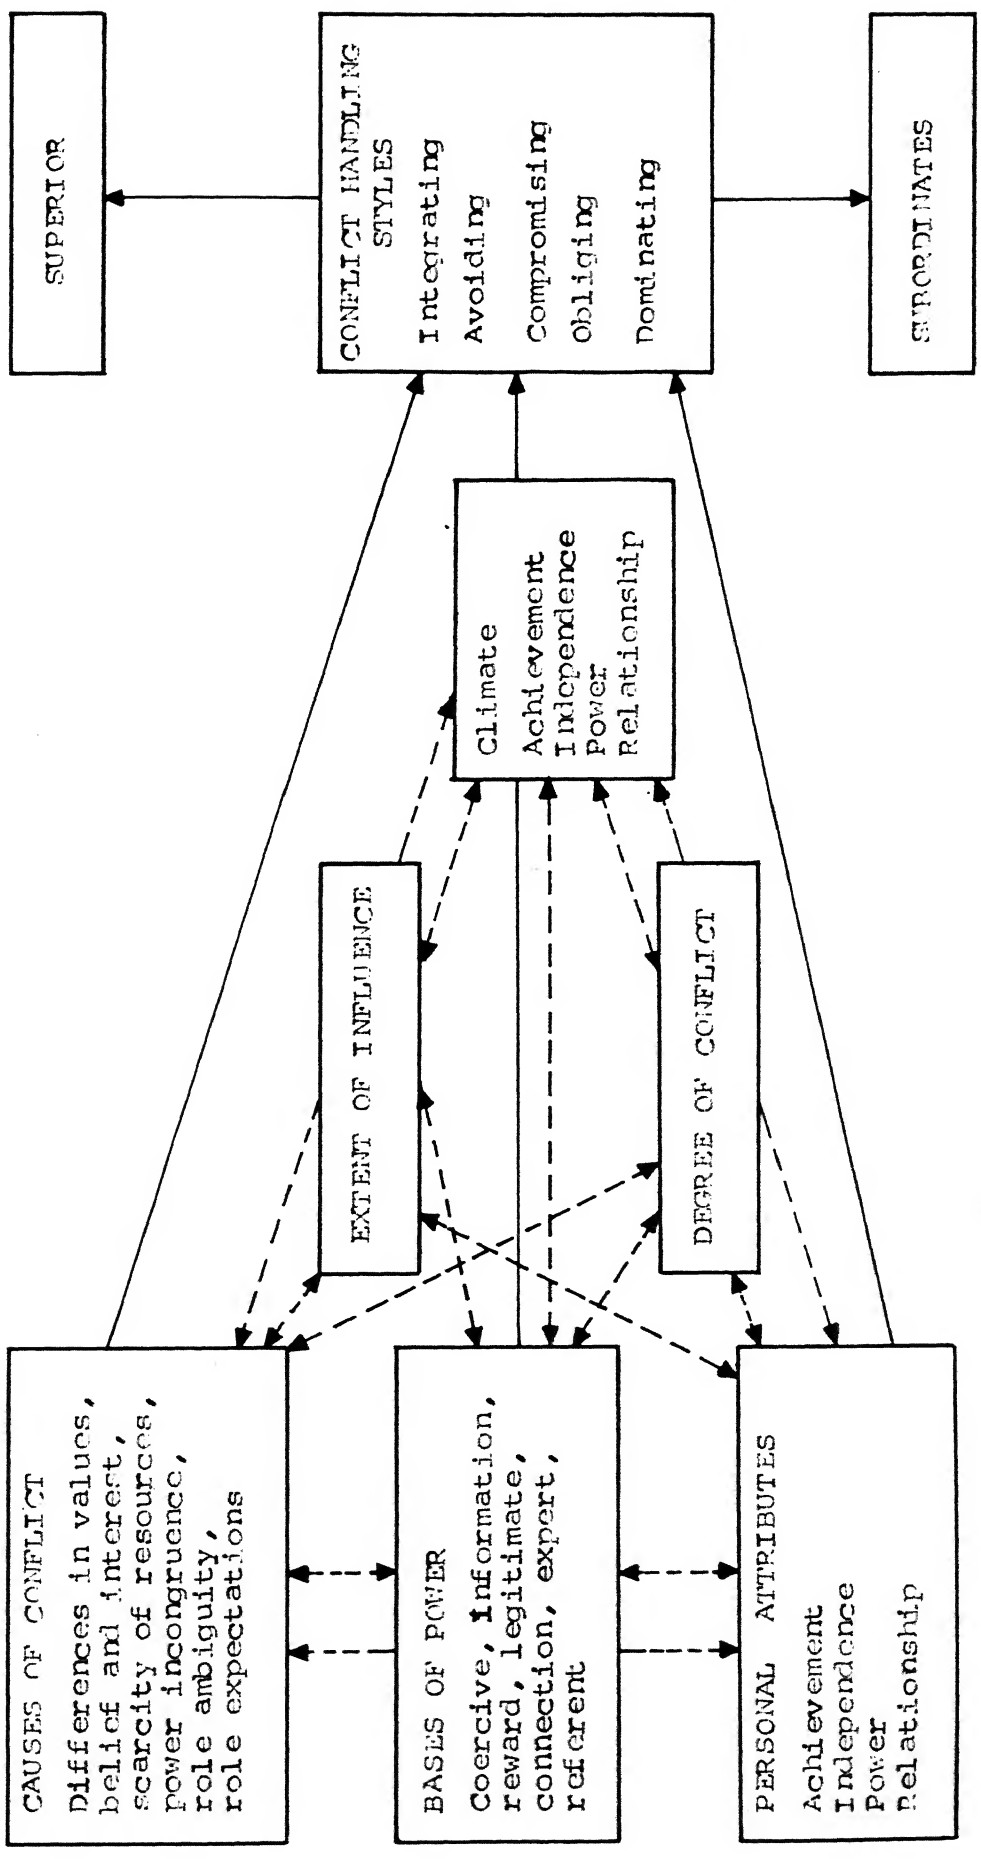 CAUSES OF CONFLICT
Differences in values,
belief and interest,
scarcity of resources,
power incongruence,
role ambiguity,
role expectations
BASES OF POWER
Coercive, information,
reward, legitimate,
connection, expert,
referent
PERSONAL ATTRIBUTES
Achievement
Independence
Power
Relationship
EXTENT OF INFLUENCE
DEGREE OF CONFLICT
Climate
Achievement
Independence
Power
Relationship
SUPERIOR
CONFLICT HANDLING
STYLES
Integrating
Avoiding
Compromising
Obliging
Dominating
SUBORDINATES